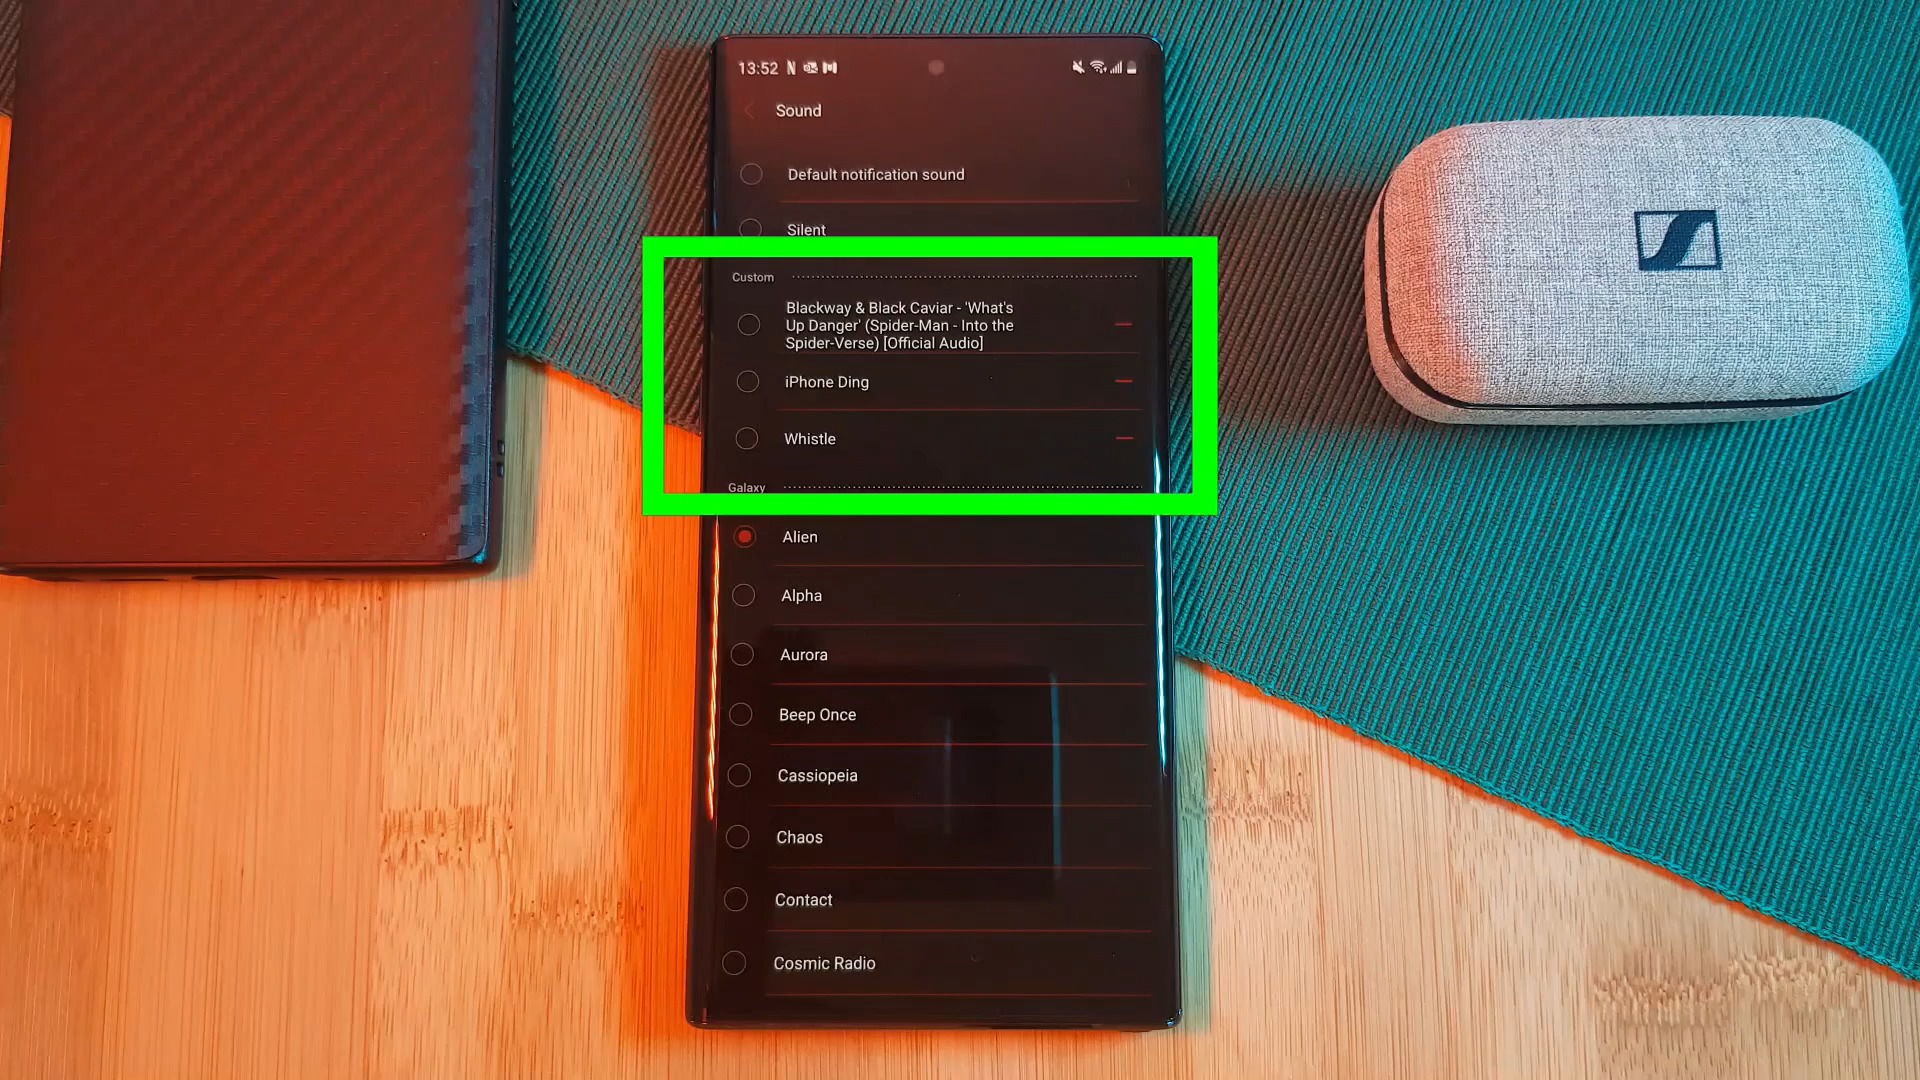 13:52
Sound
Default notification sound
Silent
Custom
Blackway & Black Caviar - 'What's
Up Danger' (Spider-Man - Into the
Spider-Verse) [Official Audio]
iPhone Ding
Whistle
Galaxy
Alien
Alpha
Aurora
Beep Once
Cassiopeia
Chaos
Contact
Cosmic Radio